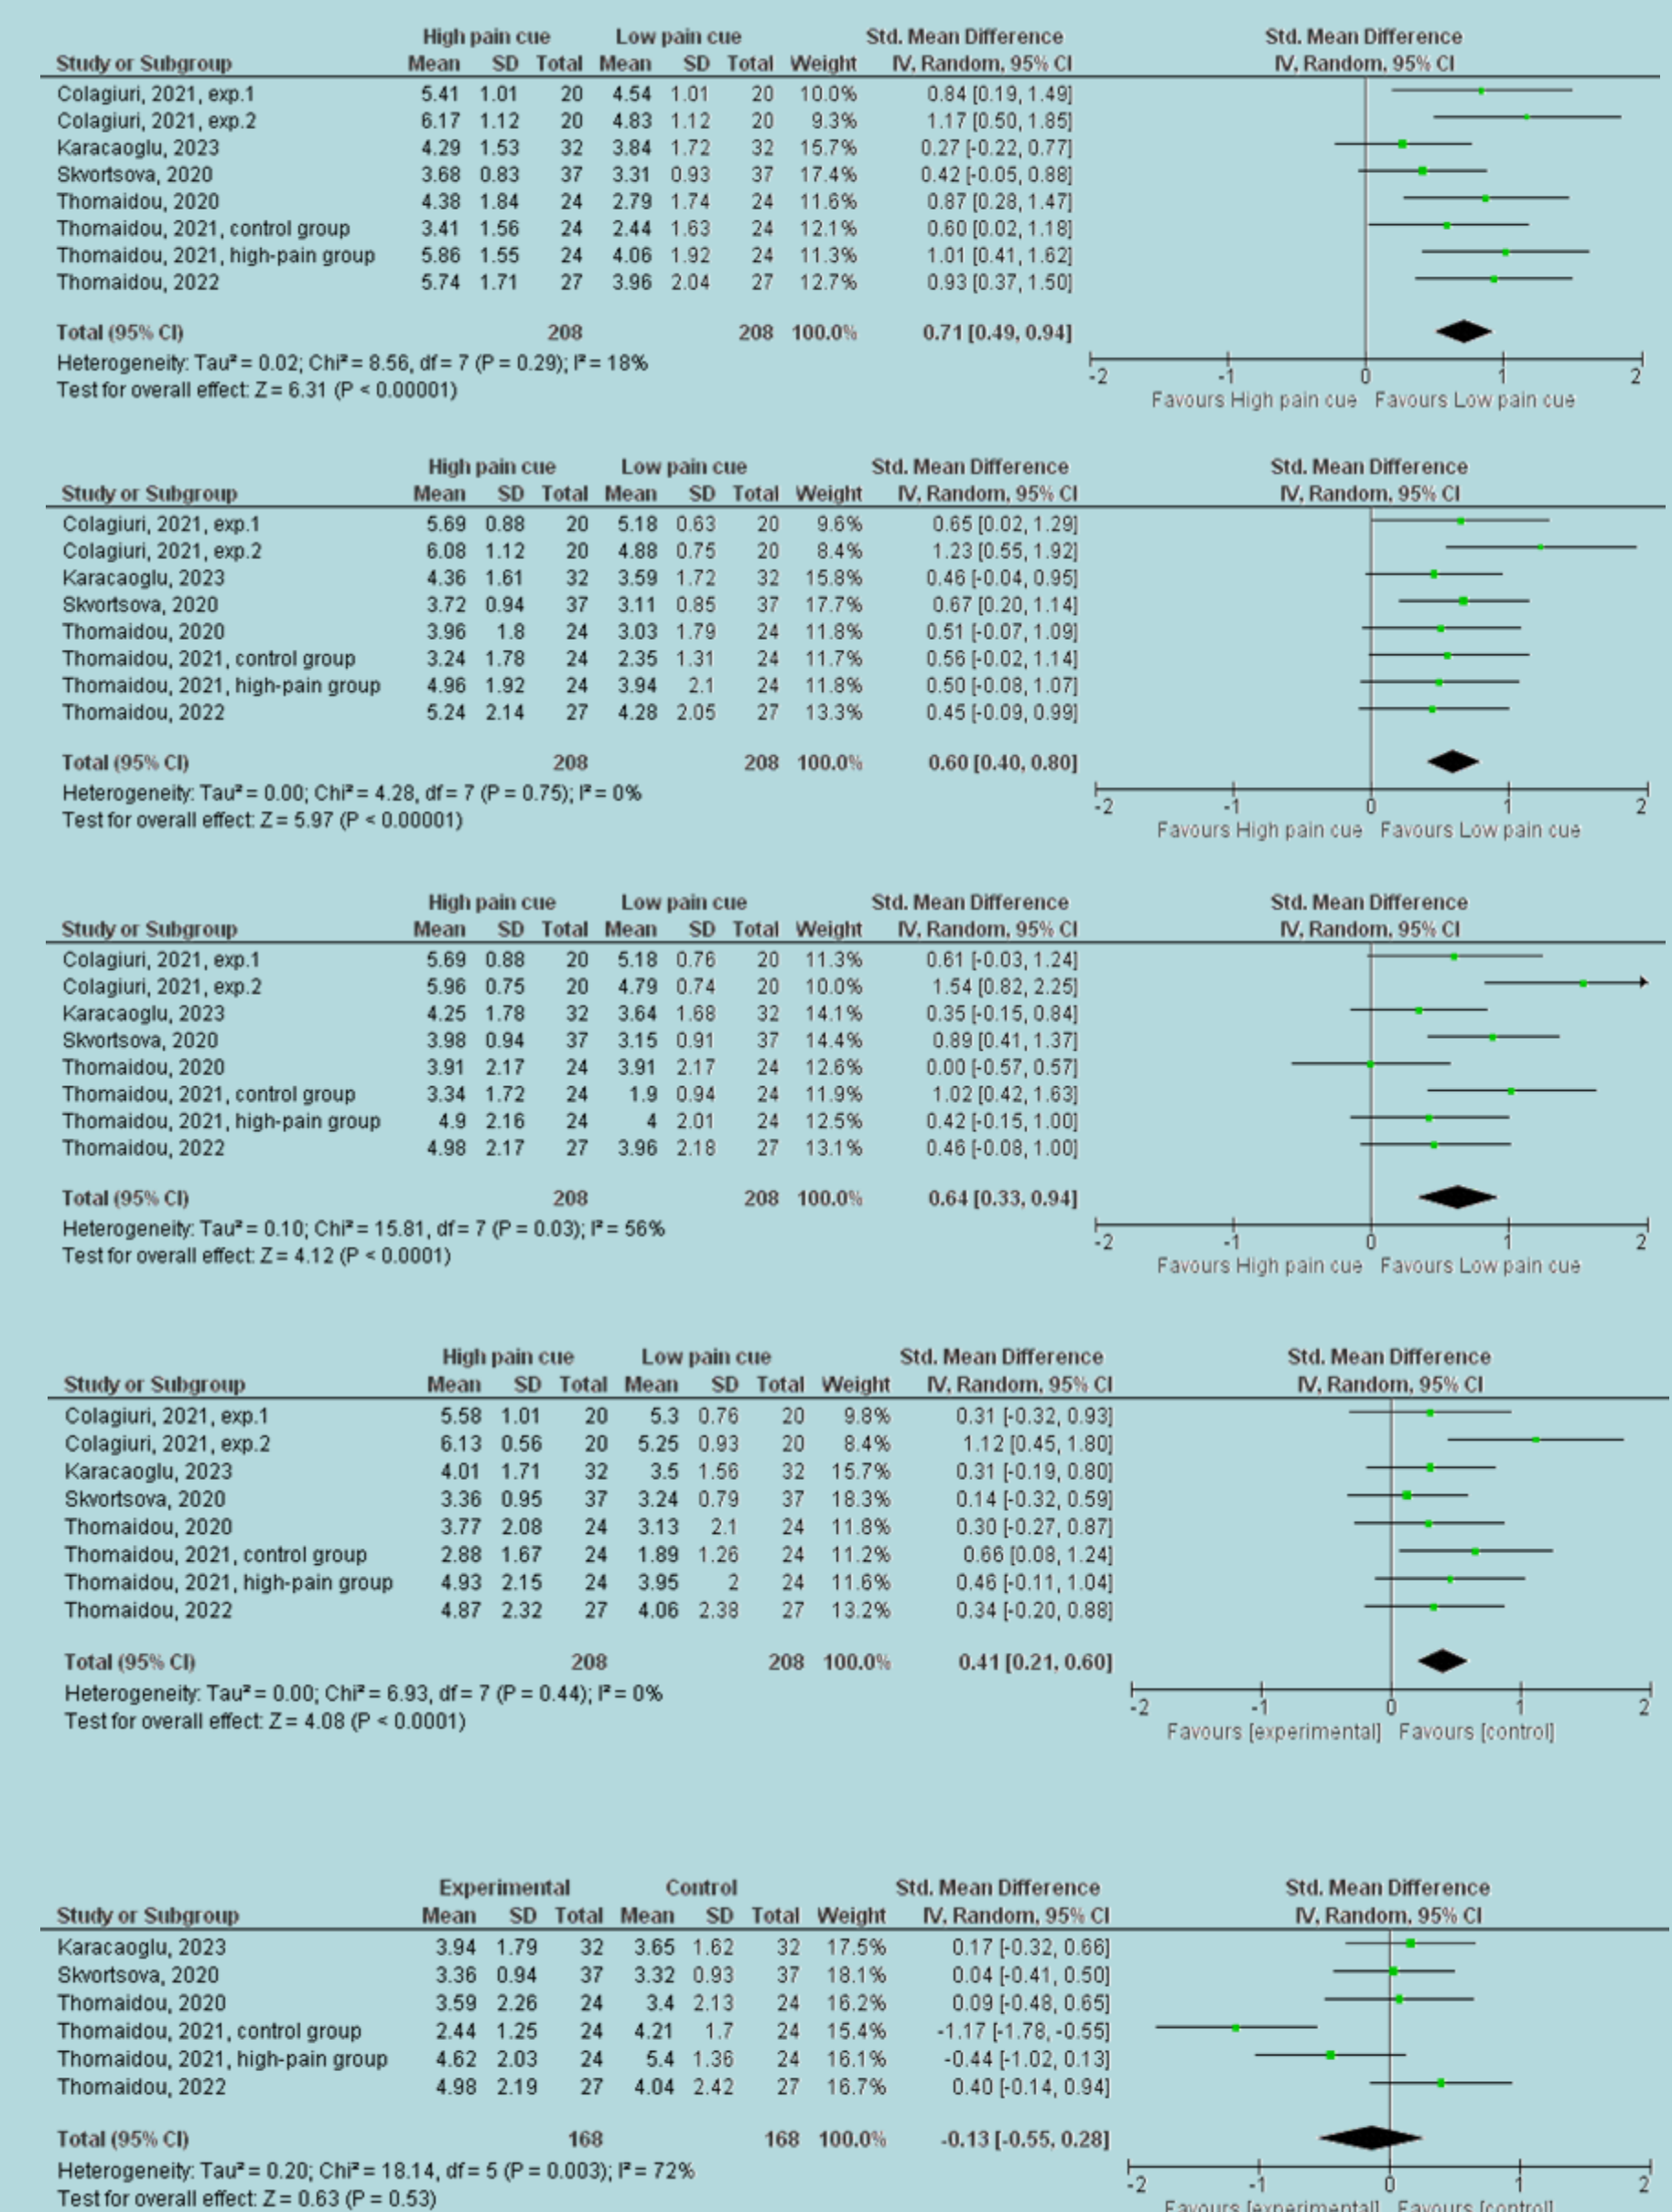 High pain cue Low pain cue Std. Mean Difference Std. Mean Difference
Study or Subgroup Mean SD Total Mean SD Total Weight IV, Random, 95% CI IV, Random, 95% CI
Colagiuri, 2021, exp.1 5.41 1.01 20 4.54 1.01 20 10.0% 0.84 [0.19, 1.49]
Colagiuri, 2021, exp.2 6.17 1.12 20 4.83 1.12 20 9.3% 1.17 [0.50, 1.85]
Karacaoglu, 2023 4.29 1.53 32 3.84 1.72 32 15.7% 0.27 [-0.22, 0.77]
Skvortsova, 2020 3.68 0.83 37 3.31 0.93 37 17.4% 0.42 [-0.05, 0.88]
Thomaidou, 2020 4.38 1.84 24 2.79 1.74 24 11.6% 0.87 [0.28, 1.47]
Thomaidou, 2021, control group 3.41 1.56 24 2.44 1.63 24 12.1% 0.60 [0.02, 1.18]
Thomaidou, 2021, high-pain group 5.86 1.55 24 4.06 1.92 24 11.3% 1.01 [0.41, 1.62]
Thomaidou, 2022 5.74 1.71 27 3.96 2.04 27 12.7% 0.93 [0.37, 1.50]
Total (95% CI) 208 208 100.0% 0.71 [0.49, 0.94]
Heterogeneity: Tau² = 0.02; Chi² = 8.56, df = 7 (P = 0.29); I² = 18%
Test for overall effect: Z = 6.31 (P < 0.00001)
-2 -1 0 1 2
Favours High pain cue Favours Low pain cue
High pain cue Low pain cue Std. Mean Difference Std. Mean Difference
Study or Subgroup Mean SD Total Mean SD Total Weight IV, Random, 95% CI IV, Random, 95% CI
Colagiuri, 2021, exp.1 5.69 0.88 20 5.18 0.63 20 9.6% 0.65 [0.02, 1.29]
Colagiuri, 2021, exp.2 6.08 1.12 20 4.88 0.75 20 8.4% 1.23 [0.55, 1.92]
Karacaoglu, 2023 4.36 1.61 32 3.59 1.72 32 15.8% 0.46 [-0.04, 0.95]
Skvortsova, 2020 3.72 0.94 37 3.11 0.85 37 17.7% 0.67 [0.20, 1.14]
Thomaidou, 2020 3.96 1.8 24 3.03 1.79 24 11.8% 0.51 [-0.07, 1.09]
Thomaidou, 2021, control group 3.24 1.78 24 2.35 1.31 24 11.7% 0.56 [-0.02, 1.14]
Thomaidou, 2021, high-pain group 4.96 1.92 24 3.94 2.1 24 11.8% 0.50 [-0.08, 1.07]
Thomaidou, 2022 5.24 2.14 27 4.28 2.05 27 13.3% 0.45 [-0.09, 0.99]
Total (95% CI) 208 208 100.0% 0.60 [0.40, 0.80]
Heterogeneity: Tau² = 0.00; Chi² = 4.28, df = 7 (P = 0.75); I² = 0%
Test for overall effect: Z = 5.97 (P < 0.00001)
-2 -1 0 1 2
Favours High pain cue Favours Low pain cue
High pain cue Low pain cue Std. Mean Difference Std. Mean Difference
Study or Subgroup Mean SD Total Mean SD Total Weight IV, Random, 95% CI IV, Random, 95% CI
Colagiuri, 2021, exp.1 5.69 0.88 20 5.18 0.76 20 11.3% 0.61 [-0.03, 1.24]
Colagiuri, 2021, exp.2 5.96 0.75 20 4.79 0.74 20 10.0% 1.54 [0.82, 2.25]
Karacaoglu, 2023 4.25 1.78 32 3.64 1.68 32 14.1% 0.35 [-0.15, 0.84]
Skvortsova, 2020 3.98 0.94 37 3.15 0.91 37 14.4% 0.89 [0.41, 1.37]
Thomaidou, 2020 3.91 2.17 24 3.91 2.17 24 12.6% 0.00 [-0.57, 0.57]
Thomaidou, 2021, control group 3.34 1.72 24 1.9 0.94 24 11.9% 1.02 [0.42, 1.63]
Thomaidou, 2021, high-pain group 4.9 2.16 24 4 2.01 24 12.5% 0.42 [-0.15, 1.00]
Thomaidou, 2022 4.98 2.17 27 3.96 2.18 27 13.1% 0.46 [-0.08, 1.00]
Total (95% CI) 208 208 100.0% 0.64 [0.33, 0.94]
Heterogeneity: Tau² = 0.10; Chi² = 15.81, df = 7 (P = 0.03); I² = 56%
Test for overall effect: Z = 4.12 (P < 0.0001)
-2 -1 0 1 2
Favours High pain cue Favours Low pain cue
High pain cue Low pain cue Std. Mean Difference Std. Mean Difference
Study or Subgroup Mean SD Total Mean SD Total Weight IV, Random, 95% CI IV, Random, 95% CI
Colagiuri, 2021, exp.1 5.58 1.01 20 5.3 0.76 20 9.8% 0.31 [-0.32, 0.93]
Colagiuri, 2021, exp.2 6.13 0.56 20 5.25 0.93 20 8.4% 1.12 [0.45, 1.80]
Karacaoglu, 2023 4.01 1.71 32 3.5 1.56 32 15.7% 0.31 [-0.19, 0.80]
Skvortsova, 2020 3.36 0.95 37 3.24 0.79 37 18.3% 0.14 [-0.32, 0.59]
Thomaidou, 2020 3.77 2.08 24 3.13 2.1 24 11.8% 0.30 [-0.27, 0.87]
Thomaidou, 2021, control group 2.88 1.67 24 1.89 1.26 24 11.2% 0.66 [0.08, 1.24]
Thomaidou, 2021, high-pain group 4.93 2.15 24 3.95 2 24 11.6% 0.46 [-0.11, 1.04]
Thomaidou, 2022 4.87 2.32 27 4.06 2.38 27 13.2% 0.34 [-0.20, 0.88]
Total (95% CI) 208 208 100.0% 0.41 [0.21, 0.60]
Heterogeneity: Tau² = 0.00; Chi² = 6.93, df = 7 (P = 0.44); I² = 0%
Test for overall effect: Z = 4.08 (P < 0.0001)
-2 -1 0 1 2
Favours [experimental] Favours [control]
Experimental Control Std. Mean Difference Std. Mean Difference
Study or Subgroup Mean SD Total Mean SD Total Weight IV, Random, 95% CI IV, Random, 95% CI
Karacaoglu, 2023 3.94 1.79 32 3.65 1.62 32 17.5% 0.17 [-0.32, 0.66]
Skvortsova, 2020 3.36 0.94 37 3.32 0.93 37 18.1% 0.04 [-0.41, 0.50]
Thomaidou, 2020 3.59 2.26 24 3.4 2.13 24 16.2% 0.09 [-0.48, 0.65]
Thomaidou, 2021, control group 2.44 1.25 24 4.21 1.7 24 15.4% -1.17 [-1.78, -0.55]
Thomaidou, 2021, high-pain group 4.62 2.03 24 5.4 1.36 24 16.1% -0.44 [-1.02, 0.13]
Thomaidou, 2022 4.98 2.19 27 4.04 2.42 27 16.7% 0.40 [-0.14, 0.94]
Total (95% CI) 168 168 100.0% -0.13 [-0.55, 0.28]
Heterogeneity: Tau² = 0.20; Chi² = 18.14, df = 5 (P = 0.003); I² = 72%
Test for overall effect: Z = 0.63 (P = 0.53)
-2 -1 0 1 2
Favours [experimental] Favours [control]